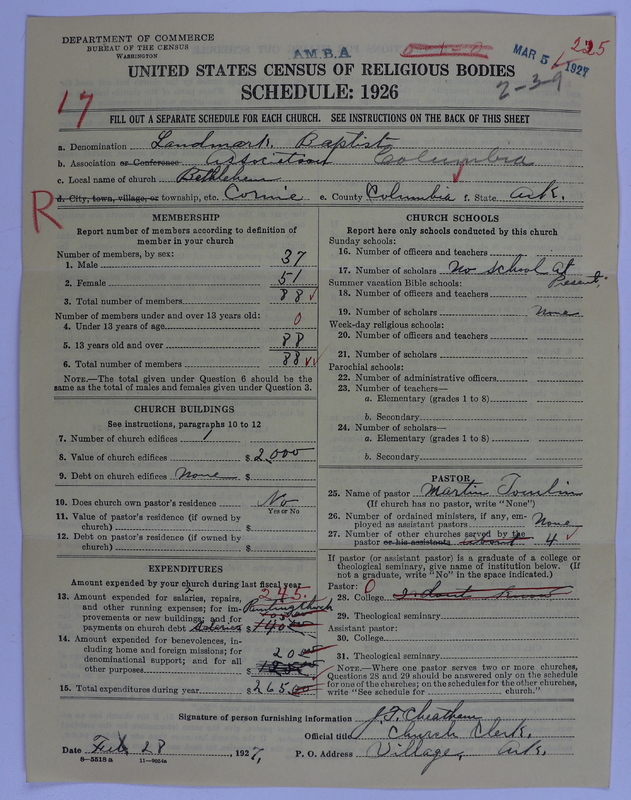 DEPARTMENT OF COMMERCE
BUREAU OF THE CENSUS
WASHINGTON
A.M.B.A
MAR 5 1927
225
2-3-9
UNITED STATES CENSUS OF RELIGIOUS BODIES
SCHEDULE: 1926
17
FILL OUT A SEPARATE SCHEDULE FOR EACH CHURCH. SEE INSTRUCTIONS ON THE BACK OF THIS SHEET
a. Denomination Landmark Baptist
b. Association or Conference Association Columbia
c. Local name of church Bethlehem
d. City, town, village, or township, etc. Cornie e. County Columbia f. State Ark.
R
MEMBERSHIP
Report number of members according to definition of member in your church
Number of members, by sex:
1. Male 37
2. Female 51
3. Total number of members 88
Number of members under and over 13 years old:
4. Under 13 years of age 0
5. 13 years old and over 88
6. Total number of members 88
NOTE.—The total given under Question 6 should be the same as the total of males and females given under Question 3.
CHURCH BUILDINGS
See instructions, paragraphs 10 to 12
7. Number of church edifices 1
8. Value of church edifices $ 2,000
9. Debt on church edifices None $
10. Does church own pastor's residence No
Yes or No
11. Value of pastor's residence (if owned by church) $
12. Debt on pastor's residence (if owned by church) $
EXPENDITURES
Amount expended by your church during last fiscal year
13. Amount expended for salaries, repairs, and other running expenses; for improvements or new buildings; and for payments on church debt Salaries $ 140.00
245.
Painting Church
14. Amount expended for benevolences, including home and foreign missions; for denominational support; and for all other purposes $
20.00
15. Total expenditures during year $ 265.00
CHURCH SCHOOLS
Report here only schools conducted by this church
Sunday schools:
16. Number of officers and teachers
17. Number of scholars No school at Present.
Summer vacation Bible schools:
18. Number of officers and teachers
19. Number of scholars None
Week-day religious schools:
20. Number of officers and teachers
21. Number of scholars
Parochial schools:
22. Number of administrative officers
23. Number of teachers—
a. Elementary (grades 1 to 8)
b. Secondary
24. Number of scholars—
a. Elementary (grades 1 to 8)
b. Secondary
PASTOR
25. Name of pastor Martin Tomlin
(If church has no pastor, write "None")
26. Number of ordained ministers, if any, employed as assistant pastors None
27. Number of other churches served by the pastor or his assistants about 4
If pastor (or assistant pastor) is a graduate of a college or theological seminary, give name of institution below. (If not a graduate, write "No" in the space indicated.)
Pastor: 0
28. College I dont know
29. Theological seminary
Assistant pastor:
30. College
31. Theological seminary
NOTE.—Where one pastor serves two or more churches, Questions 28 and 29 should be answered only on the schedule for one of the churches; on the schedules for the other churches, write "See schedule for church."
Signature of person furnishing information J. T. Cheatham
Official title Church Clerk.
Date Feb 28 1927, P. O. Address Village, Ark.
8-5518a 11-9054a